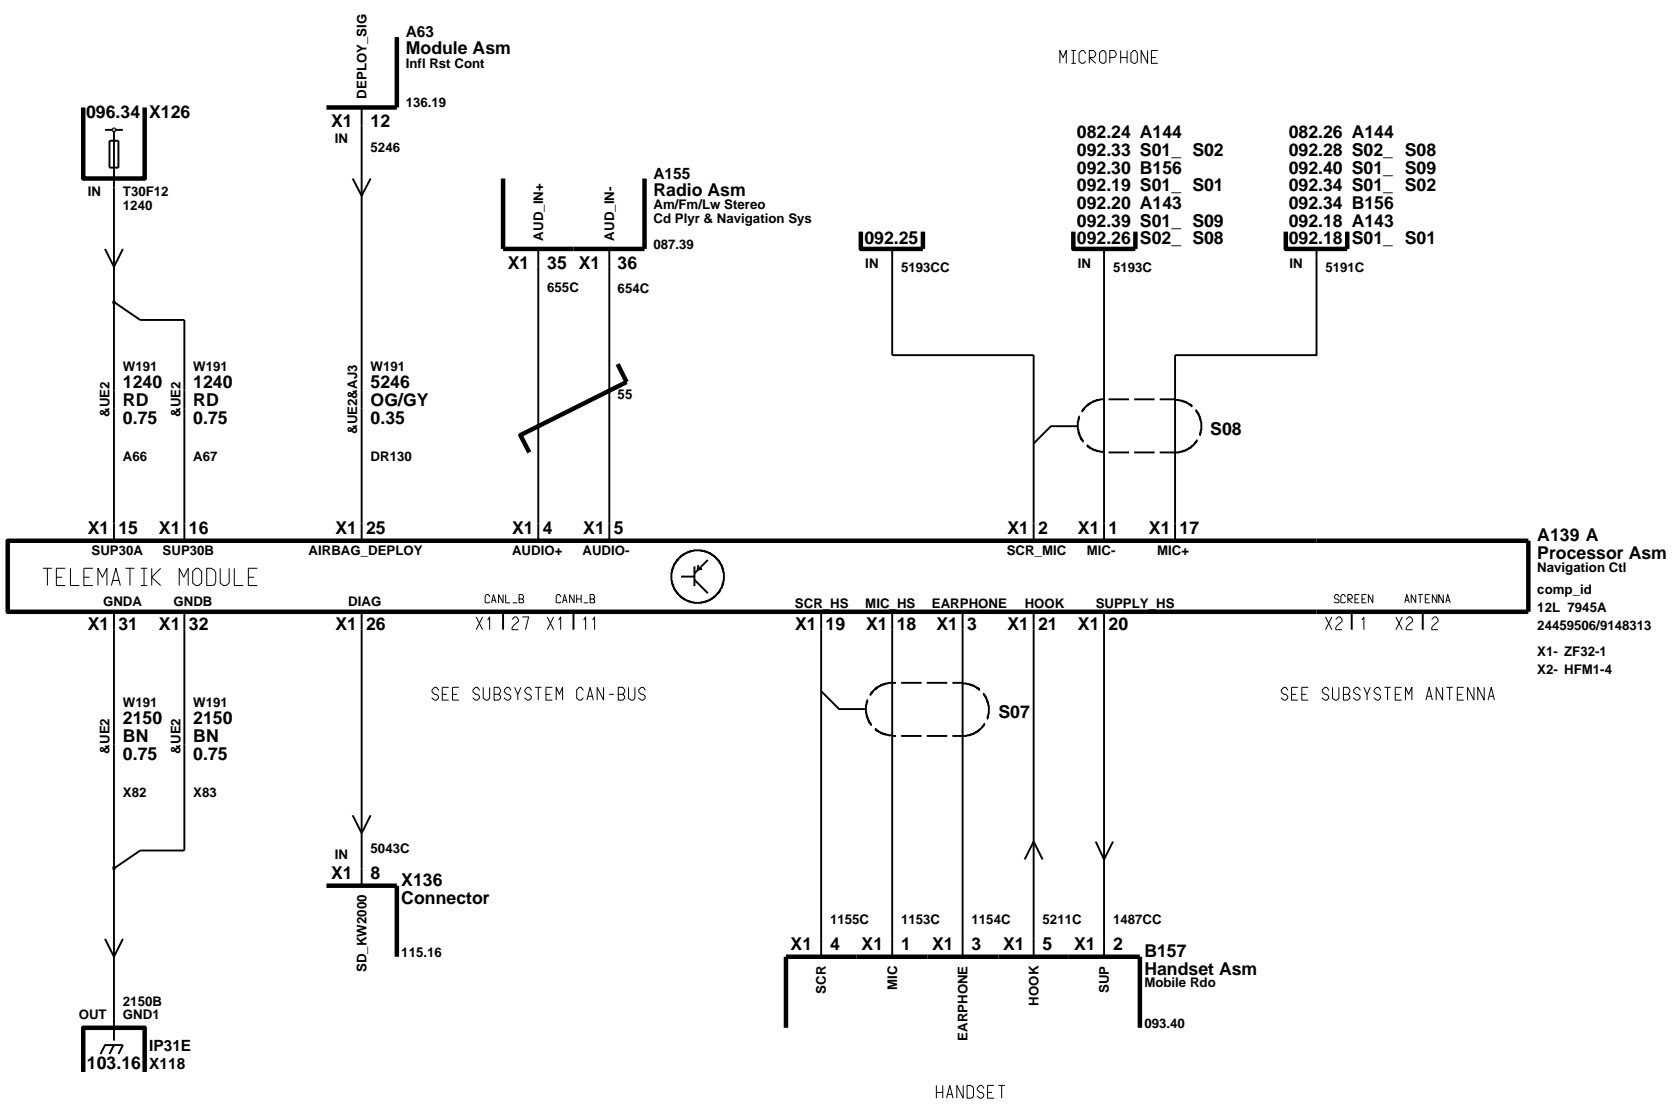 DEPLOY_SIG
A63
Module Asm
Infl Rst Cont
136.19
MICROPHONE
096.34 X126
X1 12
IN
5246
IN T30F12
1240
AUD_IN+
AUD_IN-
A155
Radio Asm
Am/Fm/Lw Stereo
Cd Plyr & Navigation Sys
087.39
X1 35 X1 36
655C 654C
082.24 A144
092.33 S01_ S02
092.30 B156
092.19 S01_ S01
092.20 A143
092.39 S01_ S09
092.26 S02_ S08
082.26 A144
092.28 S02_ S08
092.40 S01_ S09
092.34 S01_ S02
092.34 B156
092.18 A143
092.18 S01_ S01
092.25
IN 5193CC
IN 5193C
IN 5191C
&UE2
W191
1240
RD
0.75
A66
&UE2
W191
1240
RD
0.75
A67
&UE2&AJ3
W191
5246
OG/GY
0.35
DR130
55
S08
X1 15 X1 16 X1 25 X1 4 X1 5 X1 2 X1 1 X1 17
SUP30A SUP30B AIRBAG_DEPLOY AUDIO+ AUDIO- SCR_MIC MIC- MIC+
TELEMATIK MODULE
A139 A
Processor Asm
Navigation Ctl
comp_id
12L 7945A
24459506/9148313
X1- ZF32-1
X2- HFM1-4
GNDA GNDB DIAG CANL_B CANH_B SCR_HS MIC_HS EARPHONE HOOK SUPPLY_HS SCREEN ANTENNA
X1 31 X1 32 X1 26 X1 27 X1 11 X1 19 X1 18 X1 3 X1 21 X1 20 X2 1 X2 2
SEE SUBSYSTEM CAN-BUS
SEE SUBSYSTEM ANTENNA
&UE2
W191
2150
BN
0.75
X82
&UE2
W191
2150
BN
0.75
X83
S07
IN 5043C
X1 8
X136
Connector
SD_KW2000
115.16
1155C 1153C 1154C 5211C 1487CC
X1 4 X1 1 X1 3 X1 5 X1 2
B157
Handset Asm
Mobile Rdo
093.40
SCR
MIC
EARPHONE
HOOK
SUP
2150B
OUT GND1
IP31E
103.16 X118
HANDSET